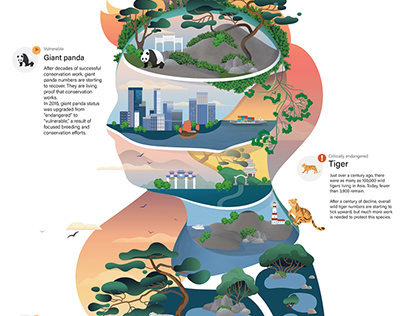 Vulnerable
Giant panda
After decades of successful
conservation work, giant
panda numbers are starting
to recover. They are living
proof that conservation
works.
In 2016, giant panda status
was upgraded from
"endangered" to
"vulnerable," a result of
focused breeding and
conservation efforts.
Critically endangered
Tiger
Just over a century ago, there
were as many as 100,000 wild
tigers living in Asia. Today, fewer
than 3,900 remain.
After a century of decline, overall
wild tiger numbers are starting to
tick upward, but much more work
is needed to protect this species.